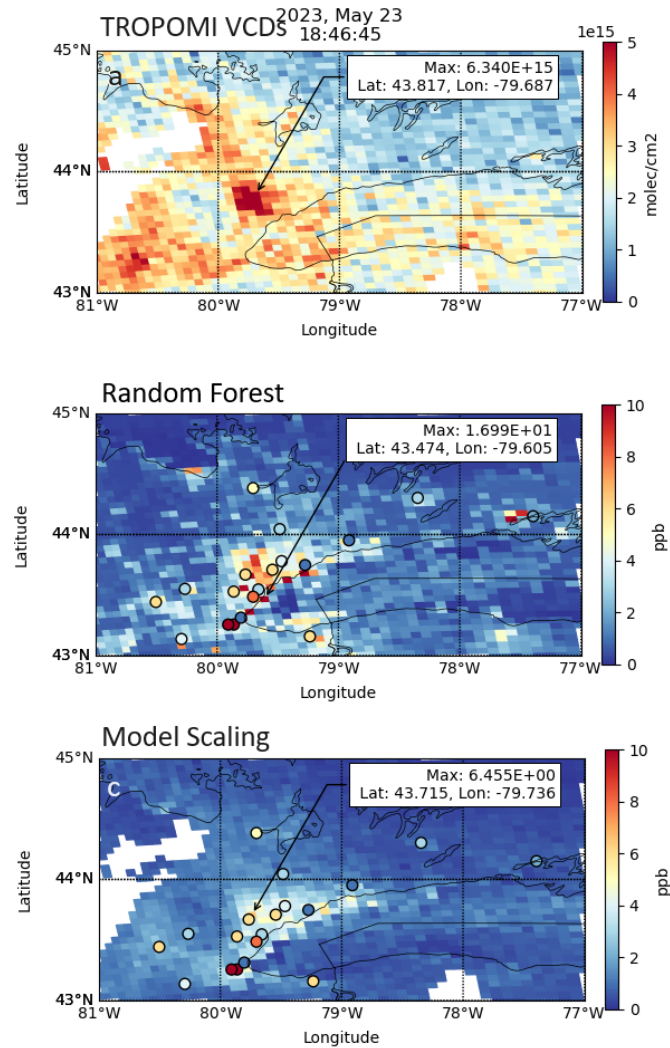 TROPOMI VCDs
2023, May 23
18:46:45
1e15
45°N
44°N
43°N
Latitude
a
Max: 6.340E+15
Lat: 43.817, Lon: -79.687
81°W
80°W
79°W
78°W
77°W
Longitude
5
4
3
2
1
0
molec/cm2
Random Forest
45°N
44°N
43°N
Latitude
Max: 1.699E+01
Lat: 43.474, Lon: -79.605
81°W
80°W
79°W
78°W
77°W
Longitude
10
8
6
4
2
0
ppb
Model Scaling
45°N
44°N
43°N
Latitude
c
Max: 6.455E+00
Lat: 43.715, Lon: -79.736
81°W
80°W
79°W
78°W
77°W
Longitude
10
8
6
4
2
0
ppb